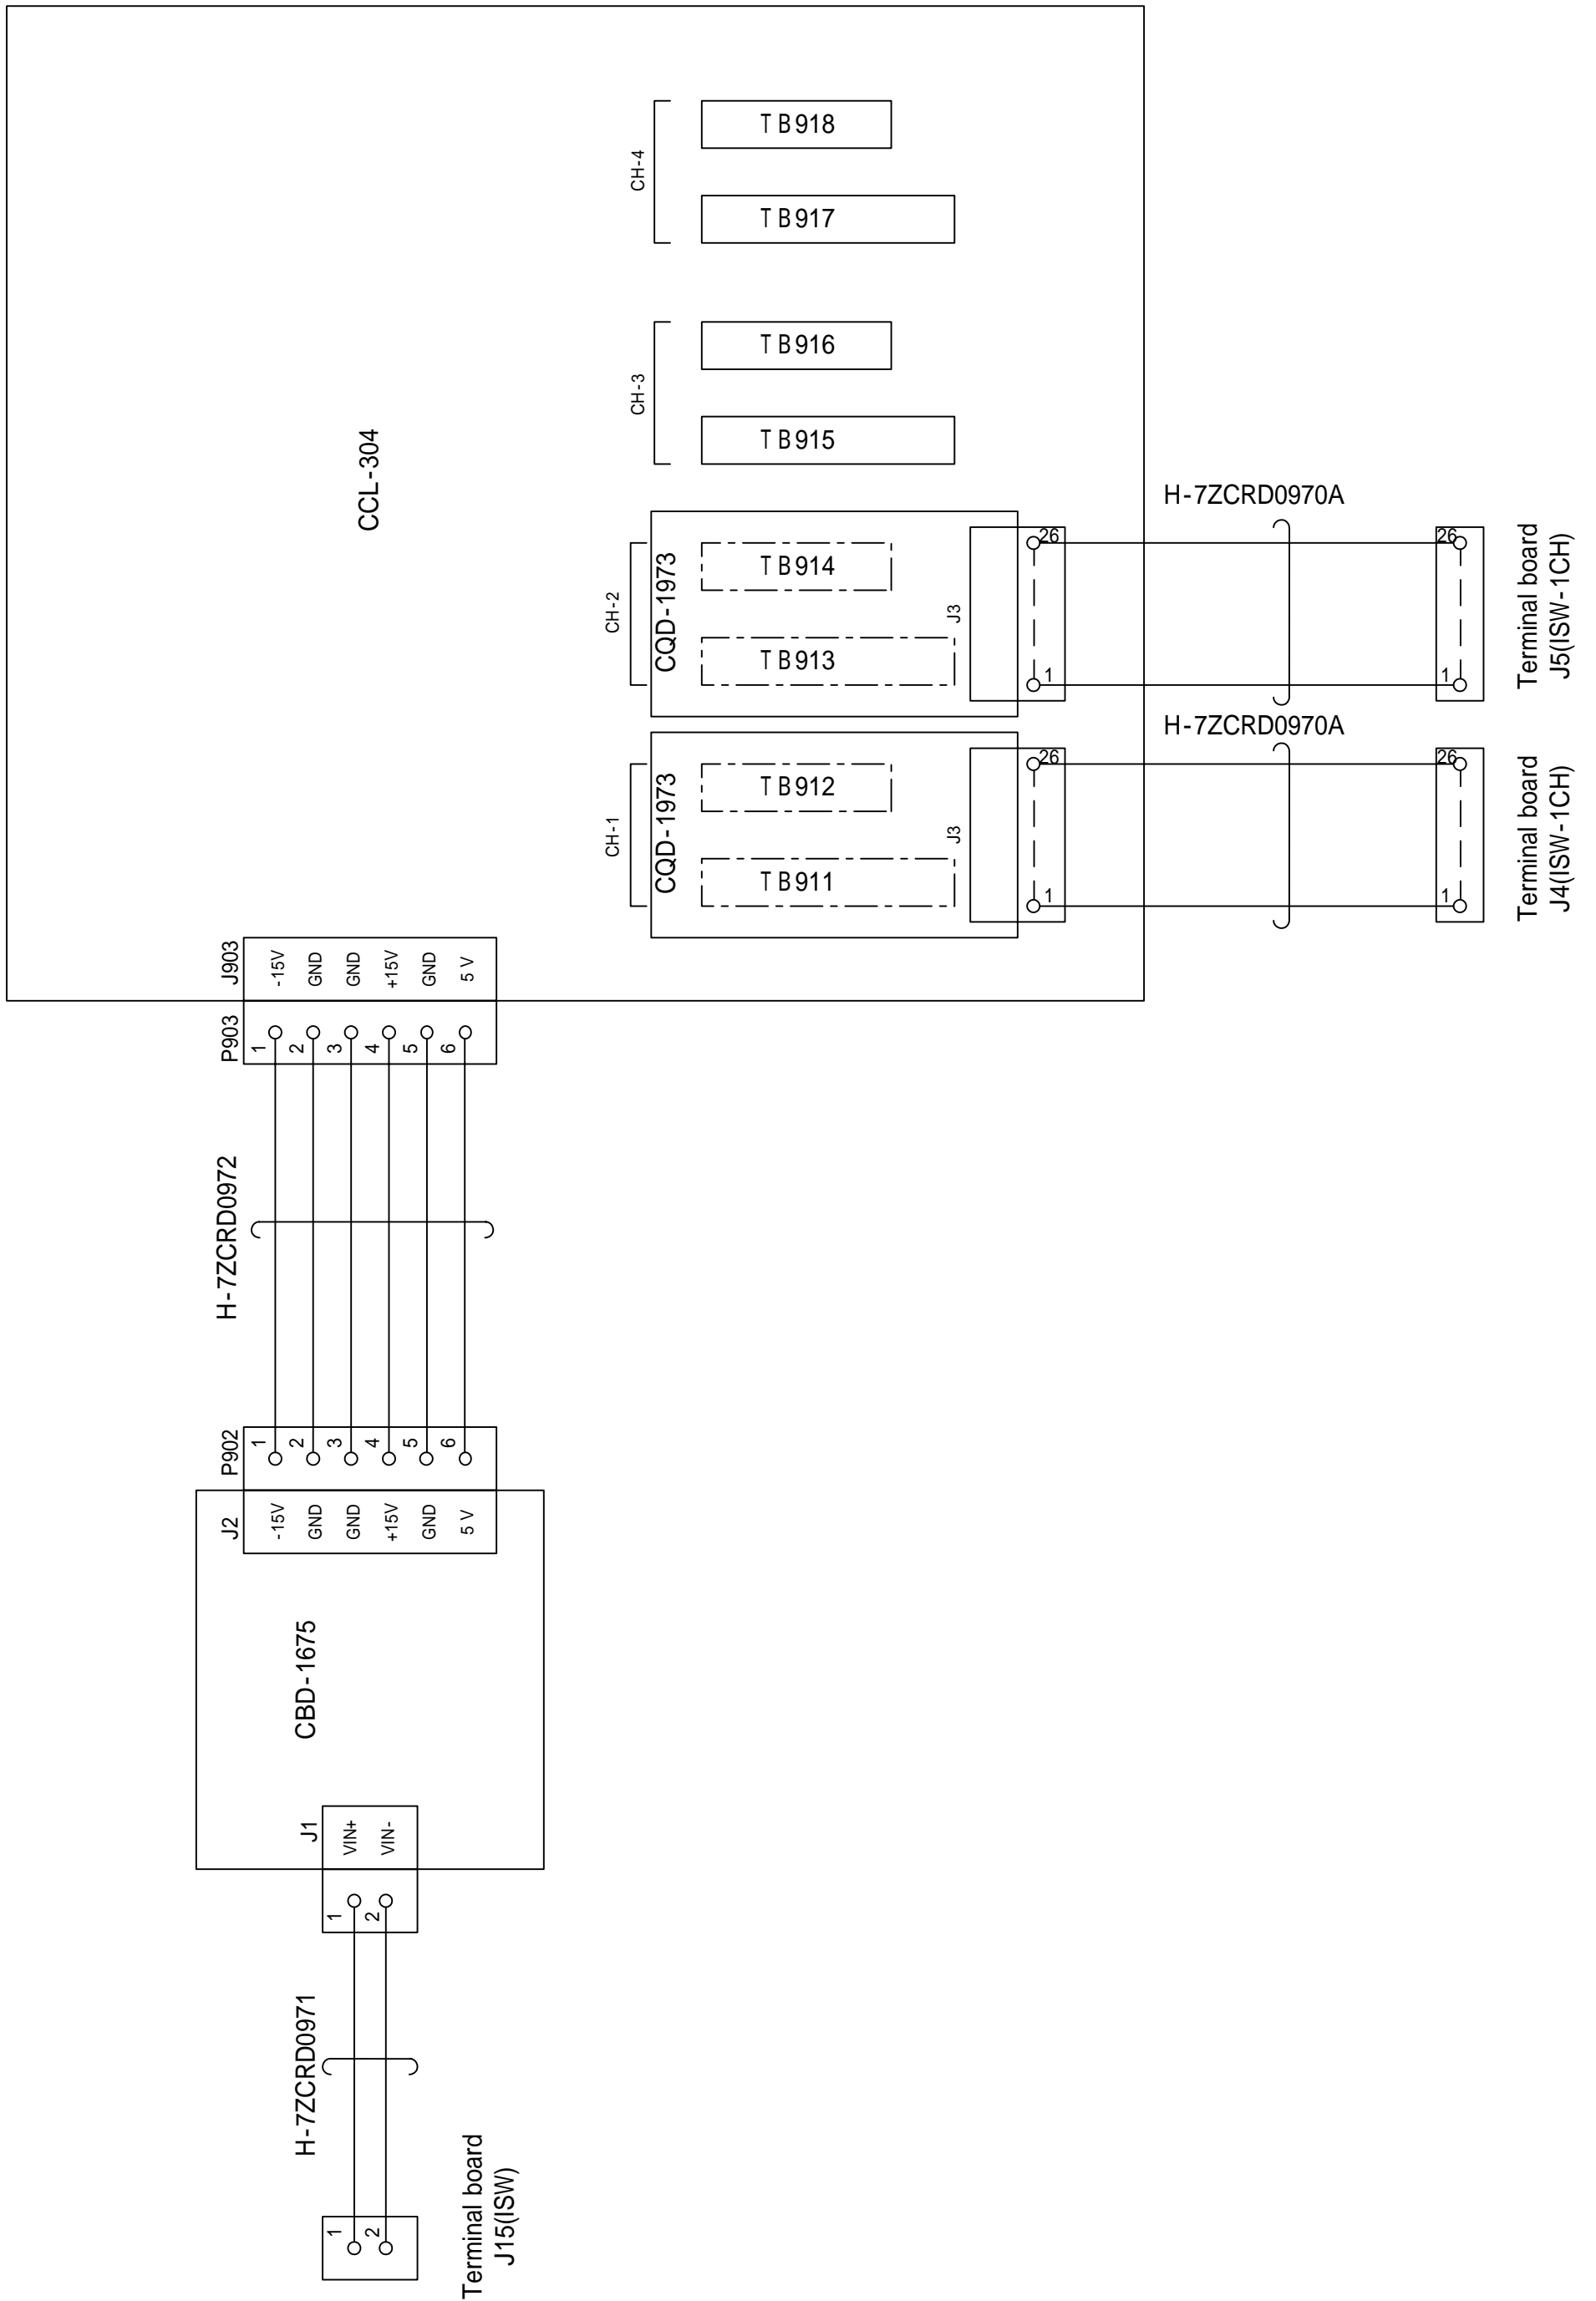 TB918
CH-4
TB917
TB916
CH-3
TB915
CCL-304
H-7ZCRD0970A
CH-2
CQD-1973
TB914
TB913
J3
26
1
26
1
Terminal board
J5(ISW-1CH)
H-7ZCRD0970A
CH-1
CQD-1973
TB912
TB911
J3
26
1
26
1
Terminal board
J4(ISW-1CH)
J903
-15V
GND
GND
+15V
GND
5V
P903
1
2
3
4
5
6
H-7ZCRD0972
P902
1
2
3
4
5
6
J2
-15V
GND
GND
+15V
GND
5V
CBD-1675
J1
VIN+
VIN-
1
2
H-7ZCRD0971
1
2
Terminal board
J15(ISW)